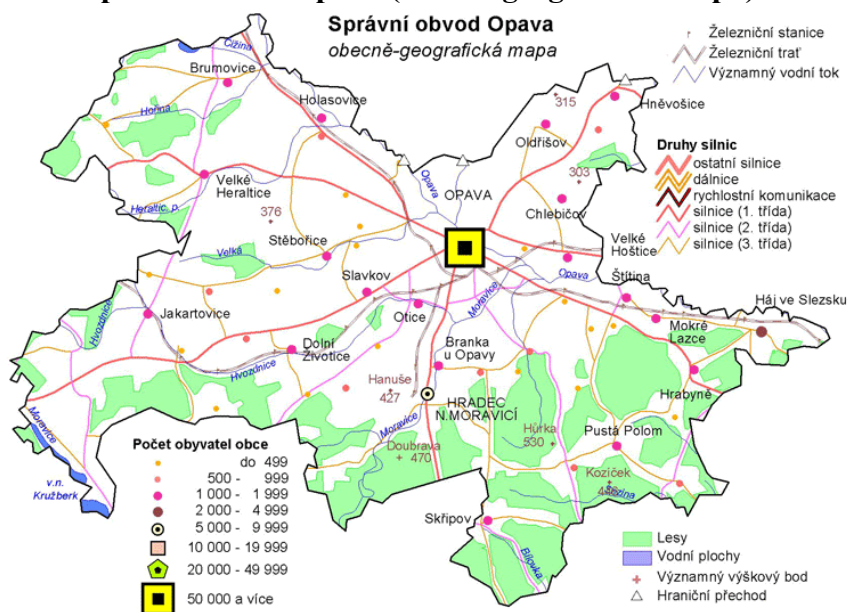 Správní obvod Opava
obecně-geografická mapa
Železniční stanice
Železniční trať
Významný vodní tok
Čižina
Brumovice
Hořina
Holasovice
315
Hněvošice
Oldřišov
Druhy silnic
ostatní silnice
dálnice
rychlostní komunikace
silnice (1. třída)
silnice (2. třída)
silnice (3. třída)
303
Opava
OPAVA
Velké
Heraltice
Heraltic. p.
376
Chlebičov
Velká
Stěbořice
Velké
Hoštice
Slavkov
Opava
Štítina
Moravice
Háj ve Slezsku
Hvozdnice
Jakartovice
Otice
Mokré
Lazce
Dolní
Životice
Branka
u Opavy
Hvozdnice
Hanuše
427
Hrabyně
HRADEC
N.MORAVICÍ
Moravice
Moravice
Doubrava
470
Hůrka
530
Pustá Polom
Kozíček
v.n.
Kružberk
Skřipov
Bílovka
Počet obyvatel obce
do 499
500 - 999
1 000 - 1 999
2 000 - 4 999
5 000 - 9 999
10 000 - 19 999
20 000 - 49 999
50 000 a více
Lesy
Vodní plochy
Významný výškový bod
Hraniční přechod